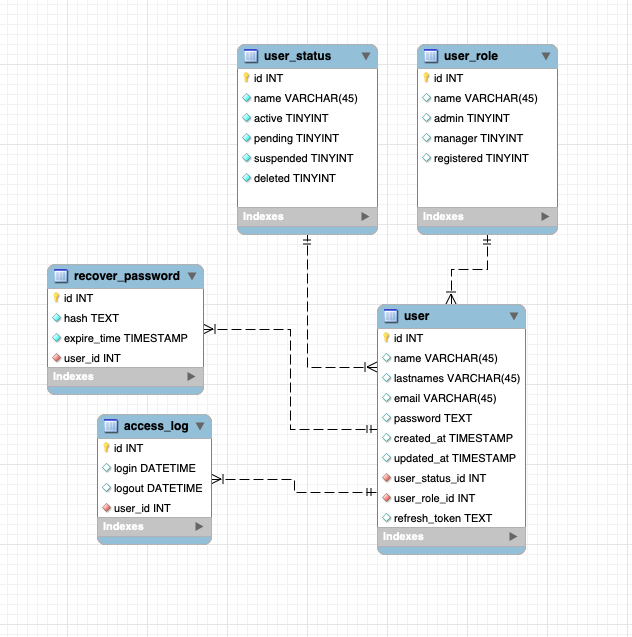 user_status
id INT
name VARCHAR(45)
active TINYINT
pending TINYINT
suspended TINYINT
deleted TINYINT
Indexes
user_role
id INT
name VARCHAR(45)
admin TINYINT
manager TINYINT
registered TINYINT
Indexes
recover_password
id INT
hash TEXT
expire_time TIMESTAMP
user_id INT
Indexes
user
id INT
name VARCHAR(45)
lastnames VARCHAR(45)
email VARCHAR(45)
password TEXT
created_at TIMESTAMP
updated_at TIMESTAMP
user_status_id INT
user_role_id INT
refresh_token TEXT
Indexes
access_log
id INT
login DATETIME
logout DATETIME
user_id INT
Indexes